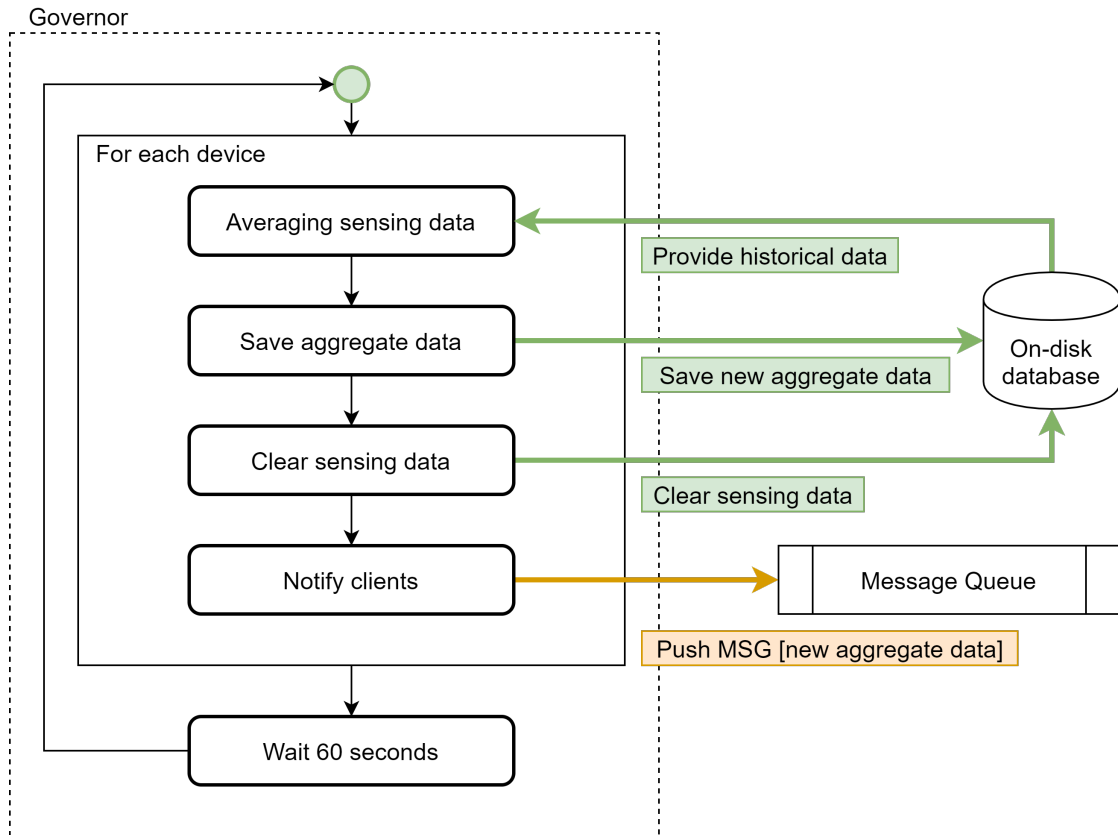 Governor
For each device
Averaging sensing data
Provide historical data
Save aggregate data
On-disk
database
Save new aggregate data
Clear sensing data
Clear sensing data
Notify clients
Message Queue
Push MSG [new aggregate data]
Wait 60 seconds